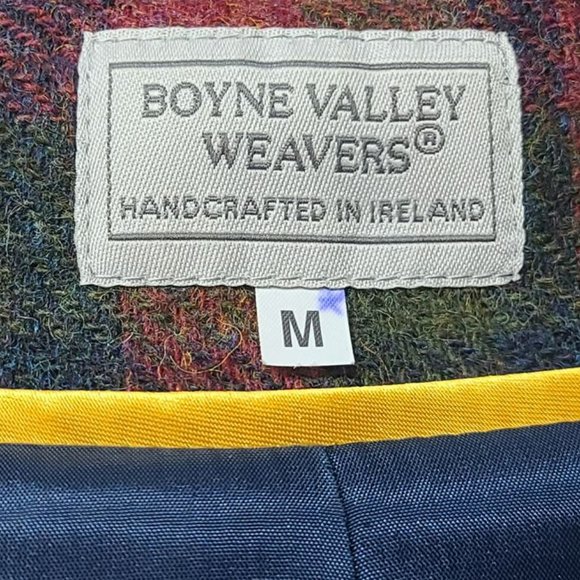 BOYNE VALLEY
WEAVERS®
HANDCRAFTED IN IRELAND
M